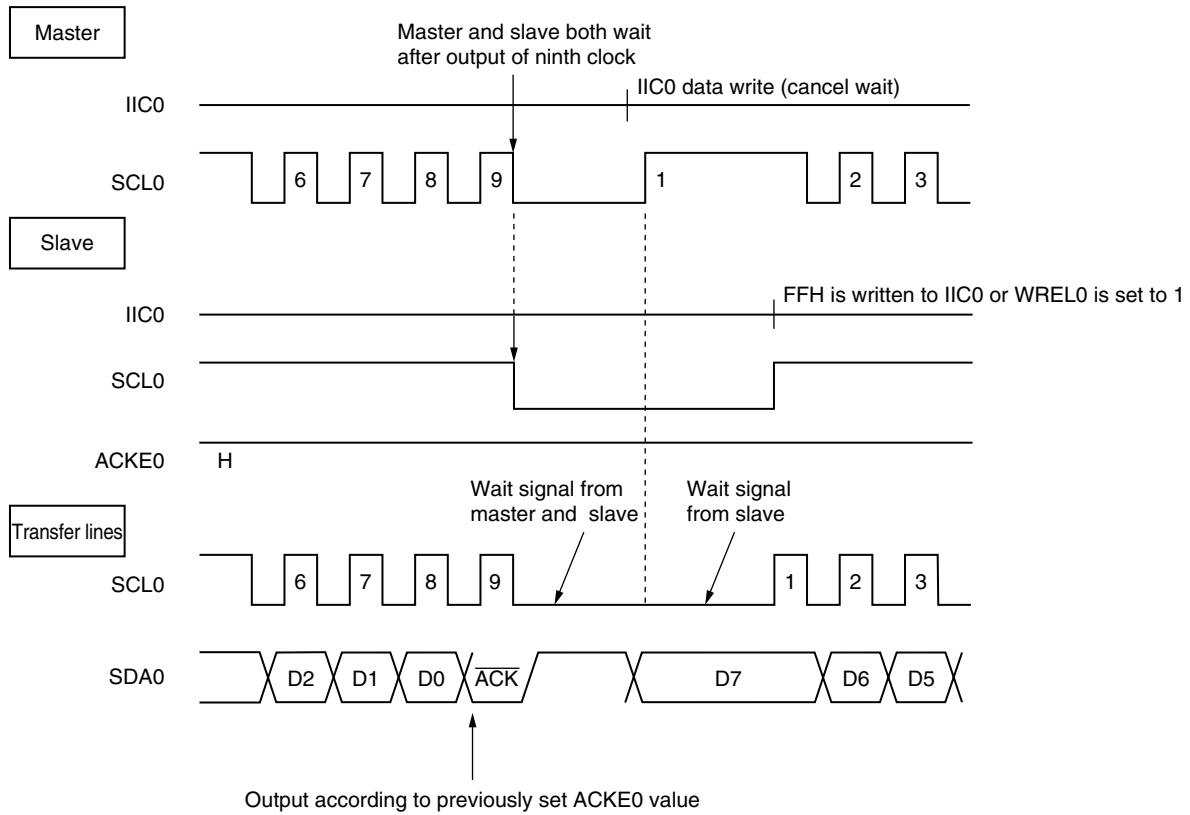 Master
Master and slave both wait
after output of ninth clock
IIC0 data write (cancel wait)
IIC0
SCL0
6 7 8 9 1 2 3
Slave
FFH is written to IIC0 or WREL0 is set to 1
IIC0
SCL0
ACKE0 H
Wait signal from
master and slave
Wait signal
from slave
Transfer lines
SCL0
6 7 8 9 1 2 3
SDA0
D2 D1 D0 ACK D7 D6 D5
Output according to previously set ACKE0 value